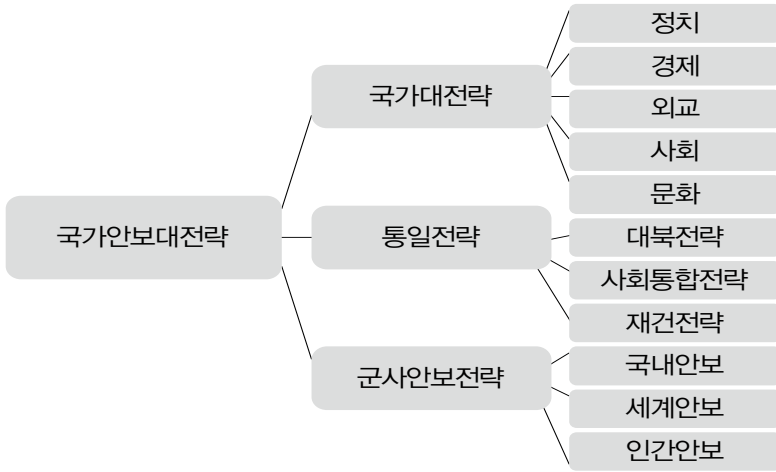 국가안보대전략
국가대전략
정치
경제
외교
사회
문화
통일전략
대북전략
사회통합전략
재건전략
군사안보전략
국내안보
세계안보
인간안보